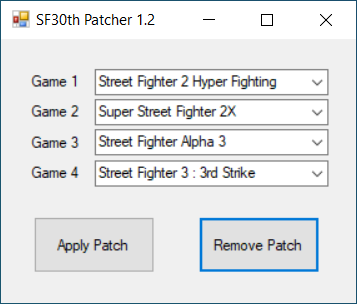 SF30th Patcher 1.2
Game 1 Street Fighter 2 Hyper Fighting
Game 2 Super Street Fighter 2X
Game 3 Street Fighter Alpha 3
Game 4 Street Fighter 3 : 3rd Strike
Apply Patch Remove Patch